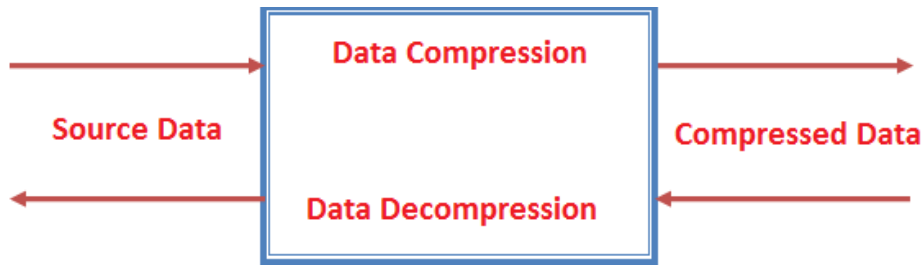 Data Compression
Source Data
Compressed Data
Data Decompression